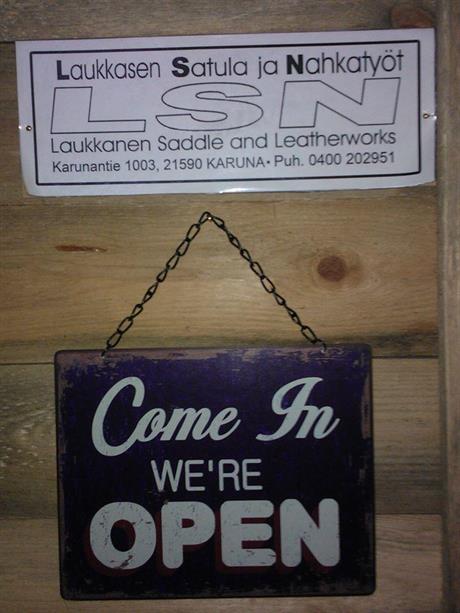 Laukkasen Satula ja Nahkatyöt
LSN
Laukkanen Saddle and Leatherworks
Karunantie 1003, 21590 KARUNA • Puh. 0400 202951
Come In
WE'RE
OPEN